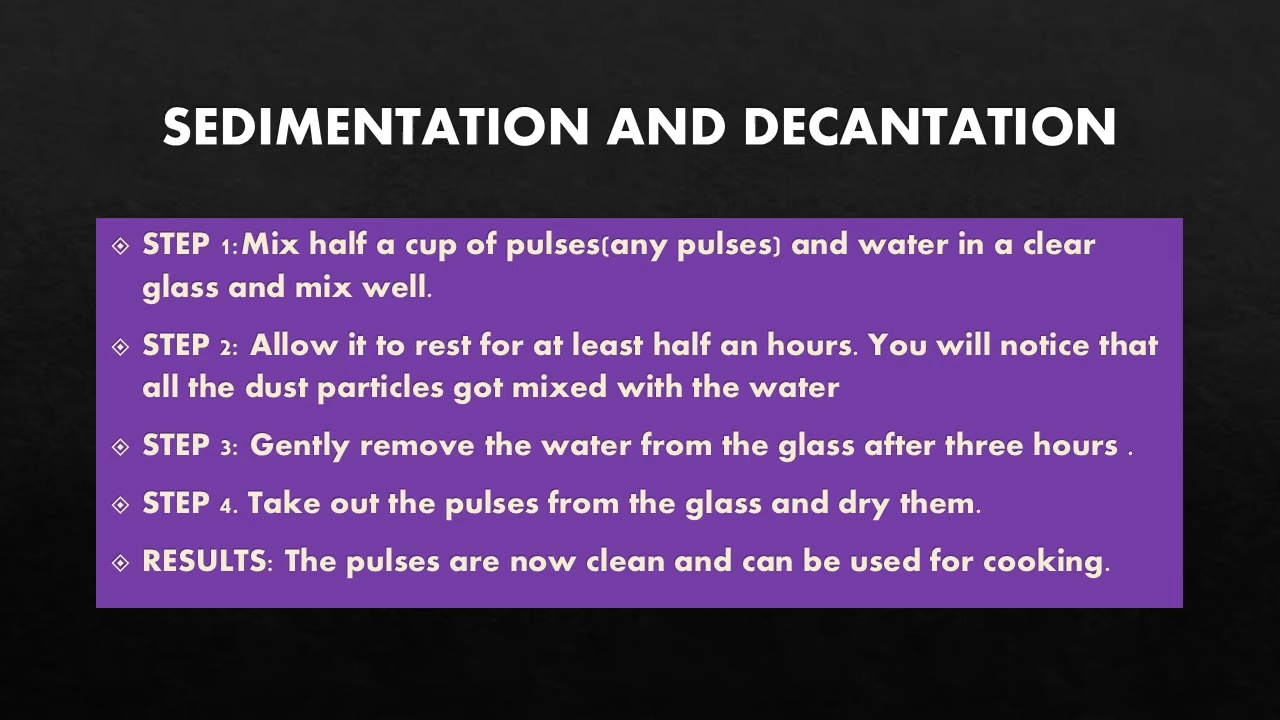 SEDIMENTATION AND DECANTATION
STEP 1:Mix half a cup of pulses(any pulses) and water in a clear
glass and mix well.
STEP 2: Allow it to rest for at least half an hours. You will notice that
all the dust particles got mixed with the water
STEP 3: Gently remove the water from the glass after three hours .
STEP 4. Take out the pulses from the glass and dry them.
RESULTS: The pulses are now clean and can be used for cooking.